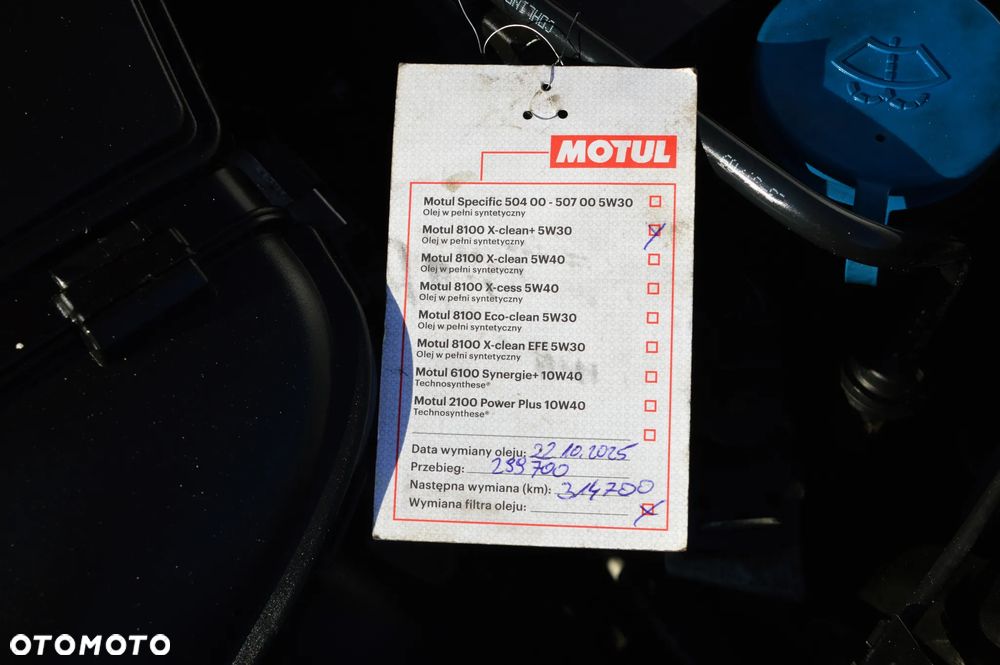 MOTUL
Motul Specific 504 00 - 507 00 5W30
Olej w pełni syntetyczny
Motul 8100 X-clean+ 5W30
Olej w pełni syntetyczny
Motul 8100 X-clean 5W40
Olej w pełni syntetyczny
Motul 8100 X-cess 5W40
Olej w pełni syntetyczny
Motul 8100 Eco-clean 5W30
Olej w pełni syntetyczny
Motul 8100 X-clean EFE 5W30
Olej w pełni syntetyczny
Motul 6100 Synergie+ 10W40
Technosynthese®
Motul 2100 Power Plus 10W40
Technosynthese®
Data wymiany oleju: 22.10.2025
Przebieg: 299700
Następna wymiana (km): 314700
Wymiana filtra oleju:
OTOMOTO